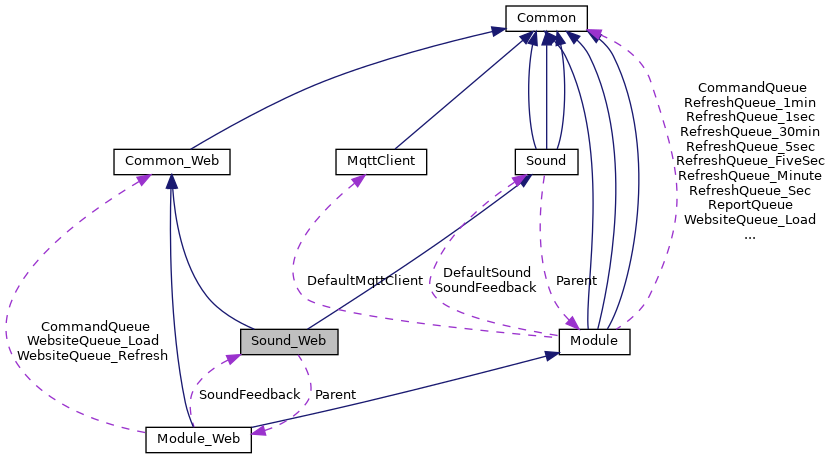 Common
CommandQueue
RefreshQueue_1min
RefreshQueue_1sec
RefreshQueue_30min
RefreshQueue_5sec
RefreshQueue_FiveSec
RefreshQueue_Minute
RefreshQueue_Sec
ReportQueue
WebsiteQueue_Load
...
Common_Web
MqttClient
Sound
DefaultMqttClient
DefaultSound
SoundFeedback
Parent
CommandQueue
WebsiteQueue_Load
WebsiteQueue_Refresh
Sound_Web
Module
SoundFeedback
Parent
Module_Web